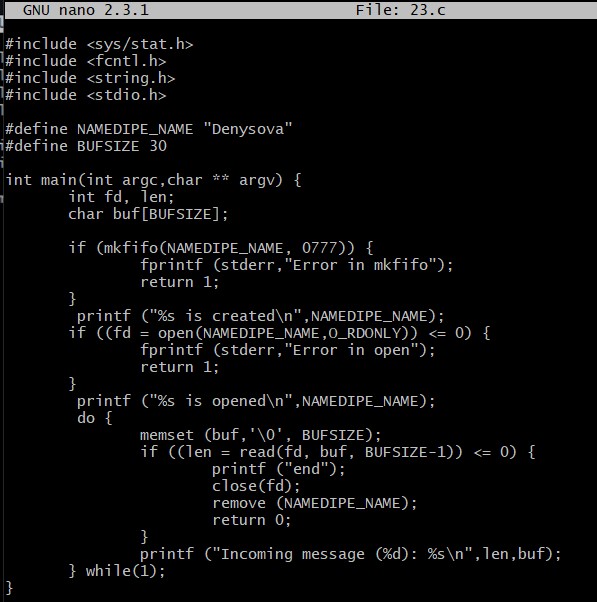 GNU nano 2.3.1 File: 23.c
#include <sys/stat.h>
#include <fcntl.h>
#include <string.h>
#include <stdio.h>
#define NAMEDIPE_NAME "Denysova"
#define BUFSIZE 30
int main(int argc,char ** argv) {
int fd, len;
char buf[BUFSIZE];
if (mkfifo(NAMEDIPE_NAME, 0777)) {
fprintf (stderr,"Error in mkfifo");
return 1;
}
printf ("%s is created\n",NAMEDIPE_NAME);
if ((fd = open(NAMEDIPE_NAME,O_RDONLY)) <= 0) {
fprintf (stderr,"Error in open");
return 1;
}
printf ("%s is opened\n",NAMEDIPE_NAME);
do {
memset (buf,'\0', BUFSIZE);
if ((len = read(fd, buf, BUFSIZE-1)) <= 0) {
printf ("end");
close(fd);
remove (NAMEDIPE_NAME);
return 0;
}
printf ("Incoming message (%d): %s\n",len,buf);
} while(1);
}